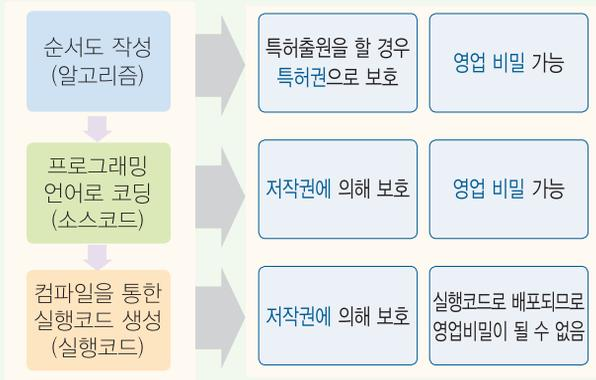 순서도 작성
(알고리즘)
특허출원을 할 경우
특허권으로 보호
영업 비밀 가능
프로그래밍
언어로 코딩
(소스코드)
저작권에 의해 보호
영업 비밀 가능
컴파일을 통한
실행코드 생성
(실행코드)
저작권에 의해 보호
실행코드로 배포되므로
영업비밀이 될 수 없음